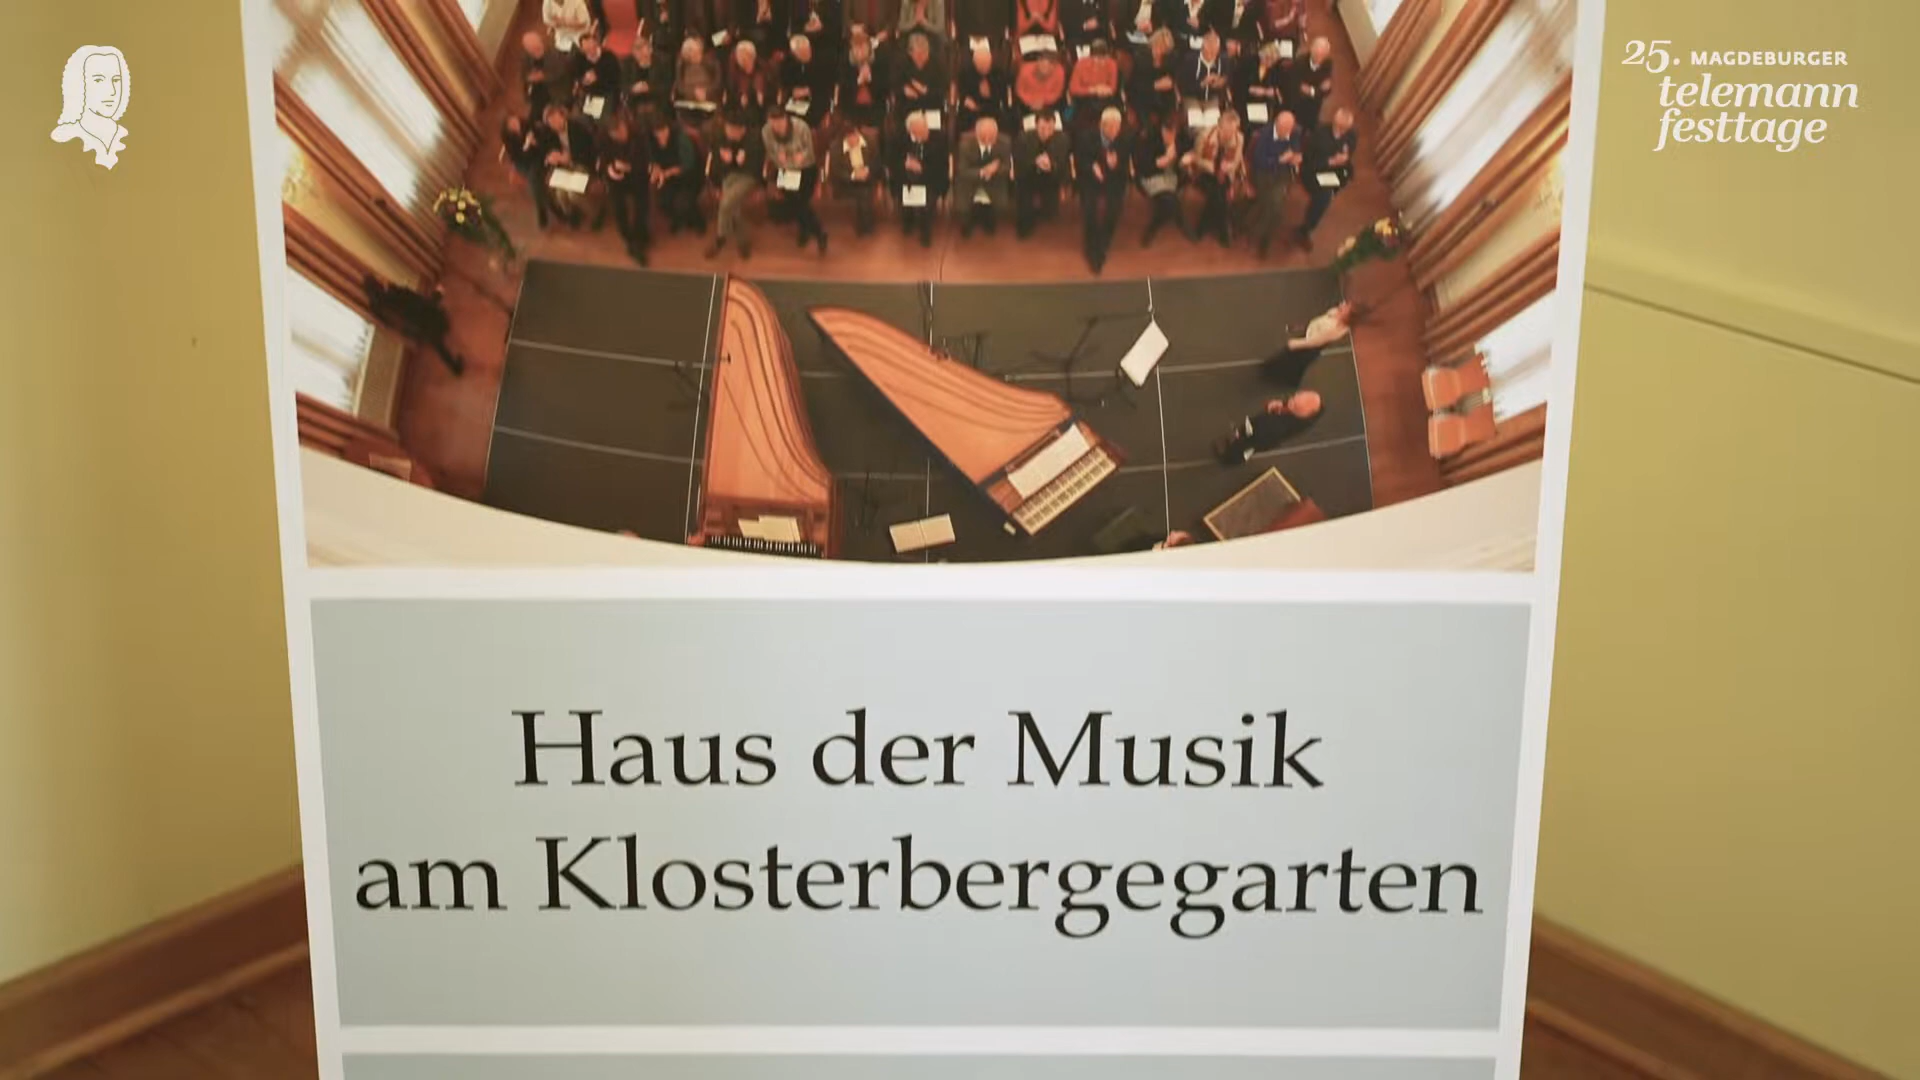 25. MAGDEBURGER
telemann
festtage
Haus der Musik
am Klosterbergegarten